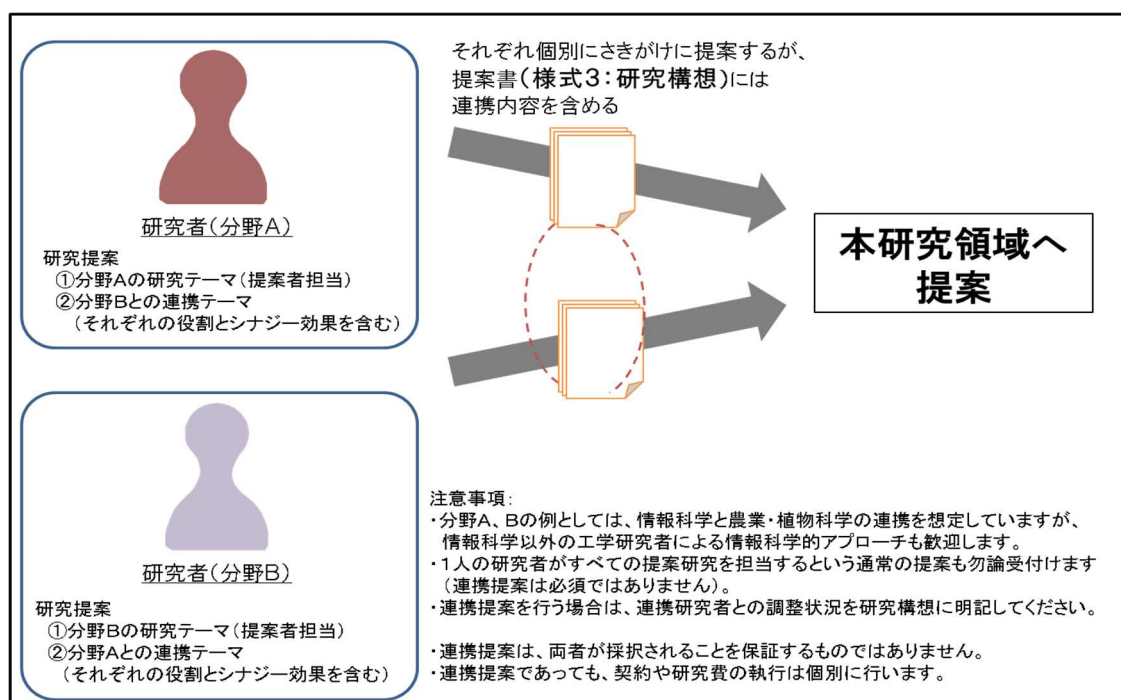 それぞれ個別にさきがけに提案するが、
提案書(様式3:研究構想)には
連携内容を含める
研究者(分野A)
研究提案
①分野Aの研究テーマ(提案者担当)
②分野Bとの連携テーマ
(それぞれの役割とシナジー効果を含む)
本研究領域へ
提案
研究者(分野B)
研究提案
①分野Bの研究テーマ(提案者担当)
②分野Aとの連携テーマ
(それぞれの役割とシナジー効果を含む)
注意事項:
・分野A、Bの例としては、情報科学と農業・植物科学の連携を想定していますが、
情報科学以外の工学研究者による情報科学的アプローチも歓迎します。
・1人の研究者がすべての提案研究を担当するという通常の提案も勿論受付けます
(連携提案は必須ではありません)。
・連携提案を行う場合は、連携研究者との調整状況を研究構想に明記してください。
・連携提案は、両者が採択されることを保証するものではありません。
・連携提案であっても、契約や研究費の執行は個別に行います。